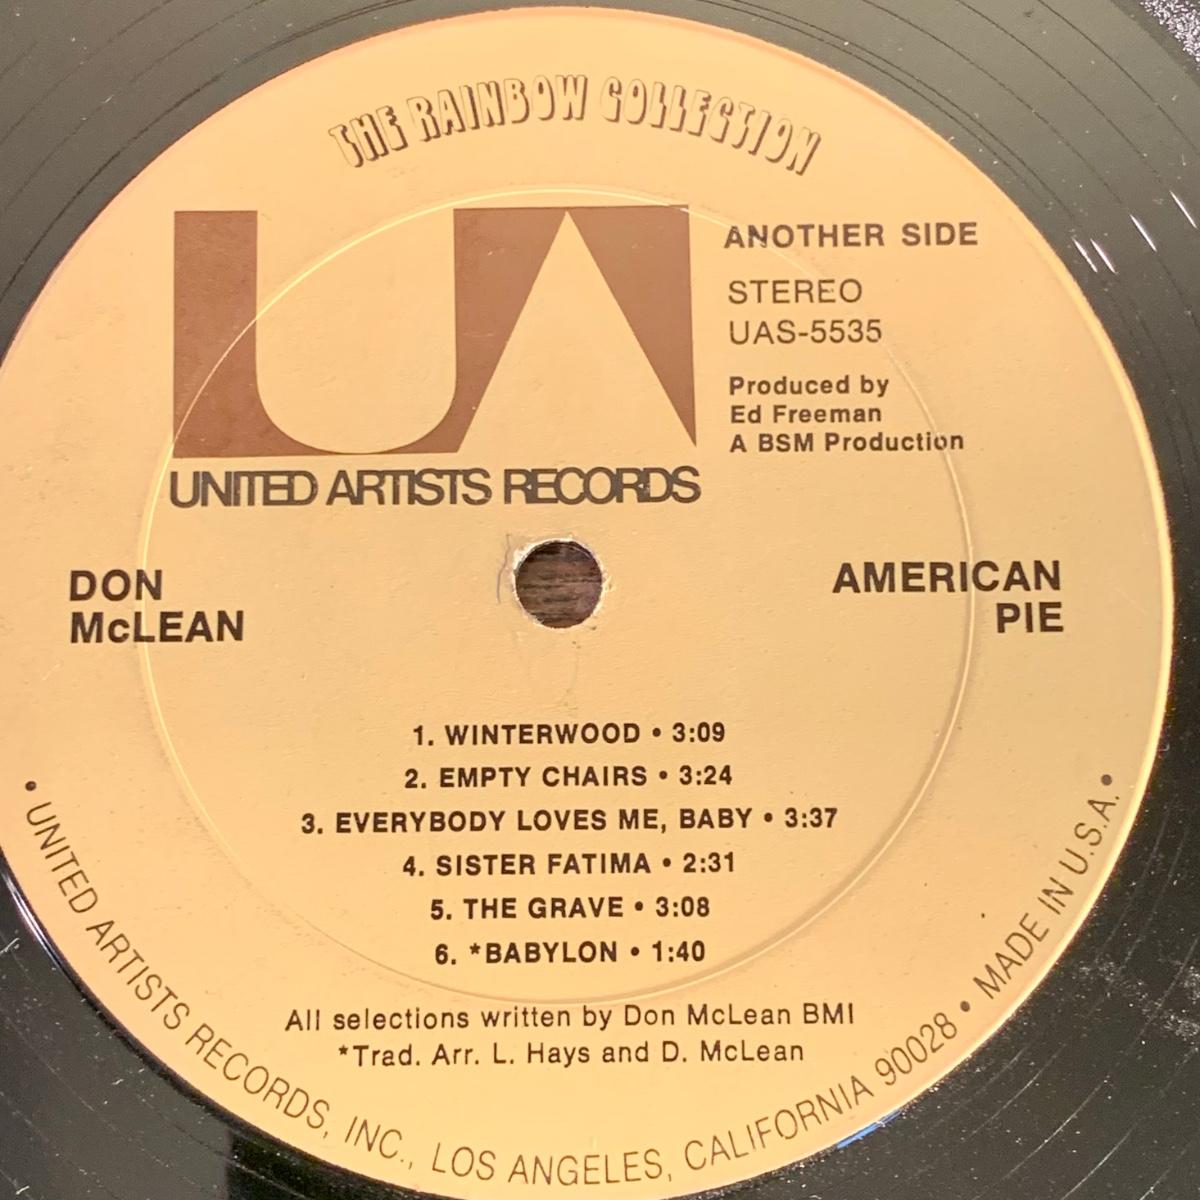 THE RAINBOW COLLECTION
UA
UNITED ARTISTS RECORDS
ANOTHER SIDE
STEREO
UAS-5535
Produced by
Ed Freeman
A BSM Production
DON
McLEAN
AMERICAN
PIE
1. WINTERWOOD • 3:09
2. EMPTY CHAIRS • 3:24
3. EVERYBODY LOVES ME, BABY • 3:37
4. SISTER FATIMA • 2:31
5. THE GRAVE • 3:08
6. *BABYLON • 1:40
All selections written by Don McLean BMI
*Trad. Arr. L. Hays and D. McLean
• UNITED ARTISTS RECORDS, INC., LOS ANGELES, CALIFORNIA 90028 • MADE IN U.S.A. •